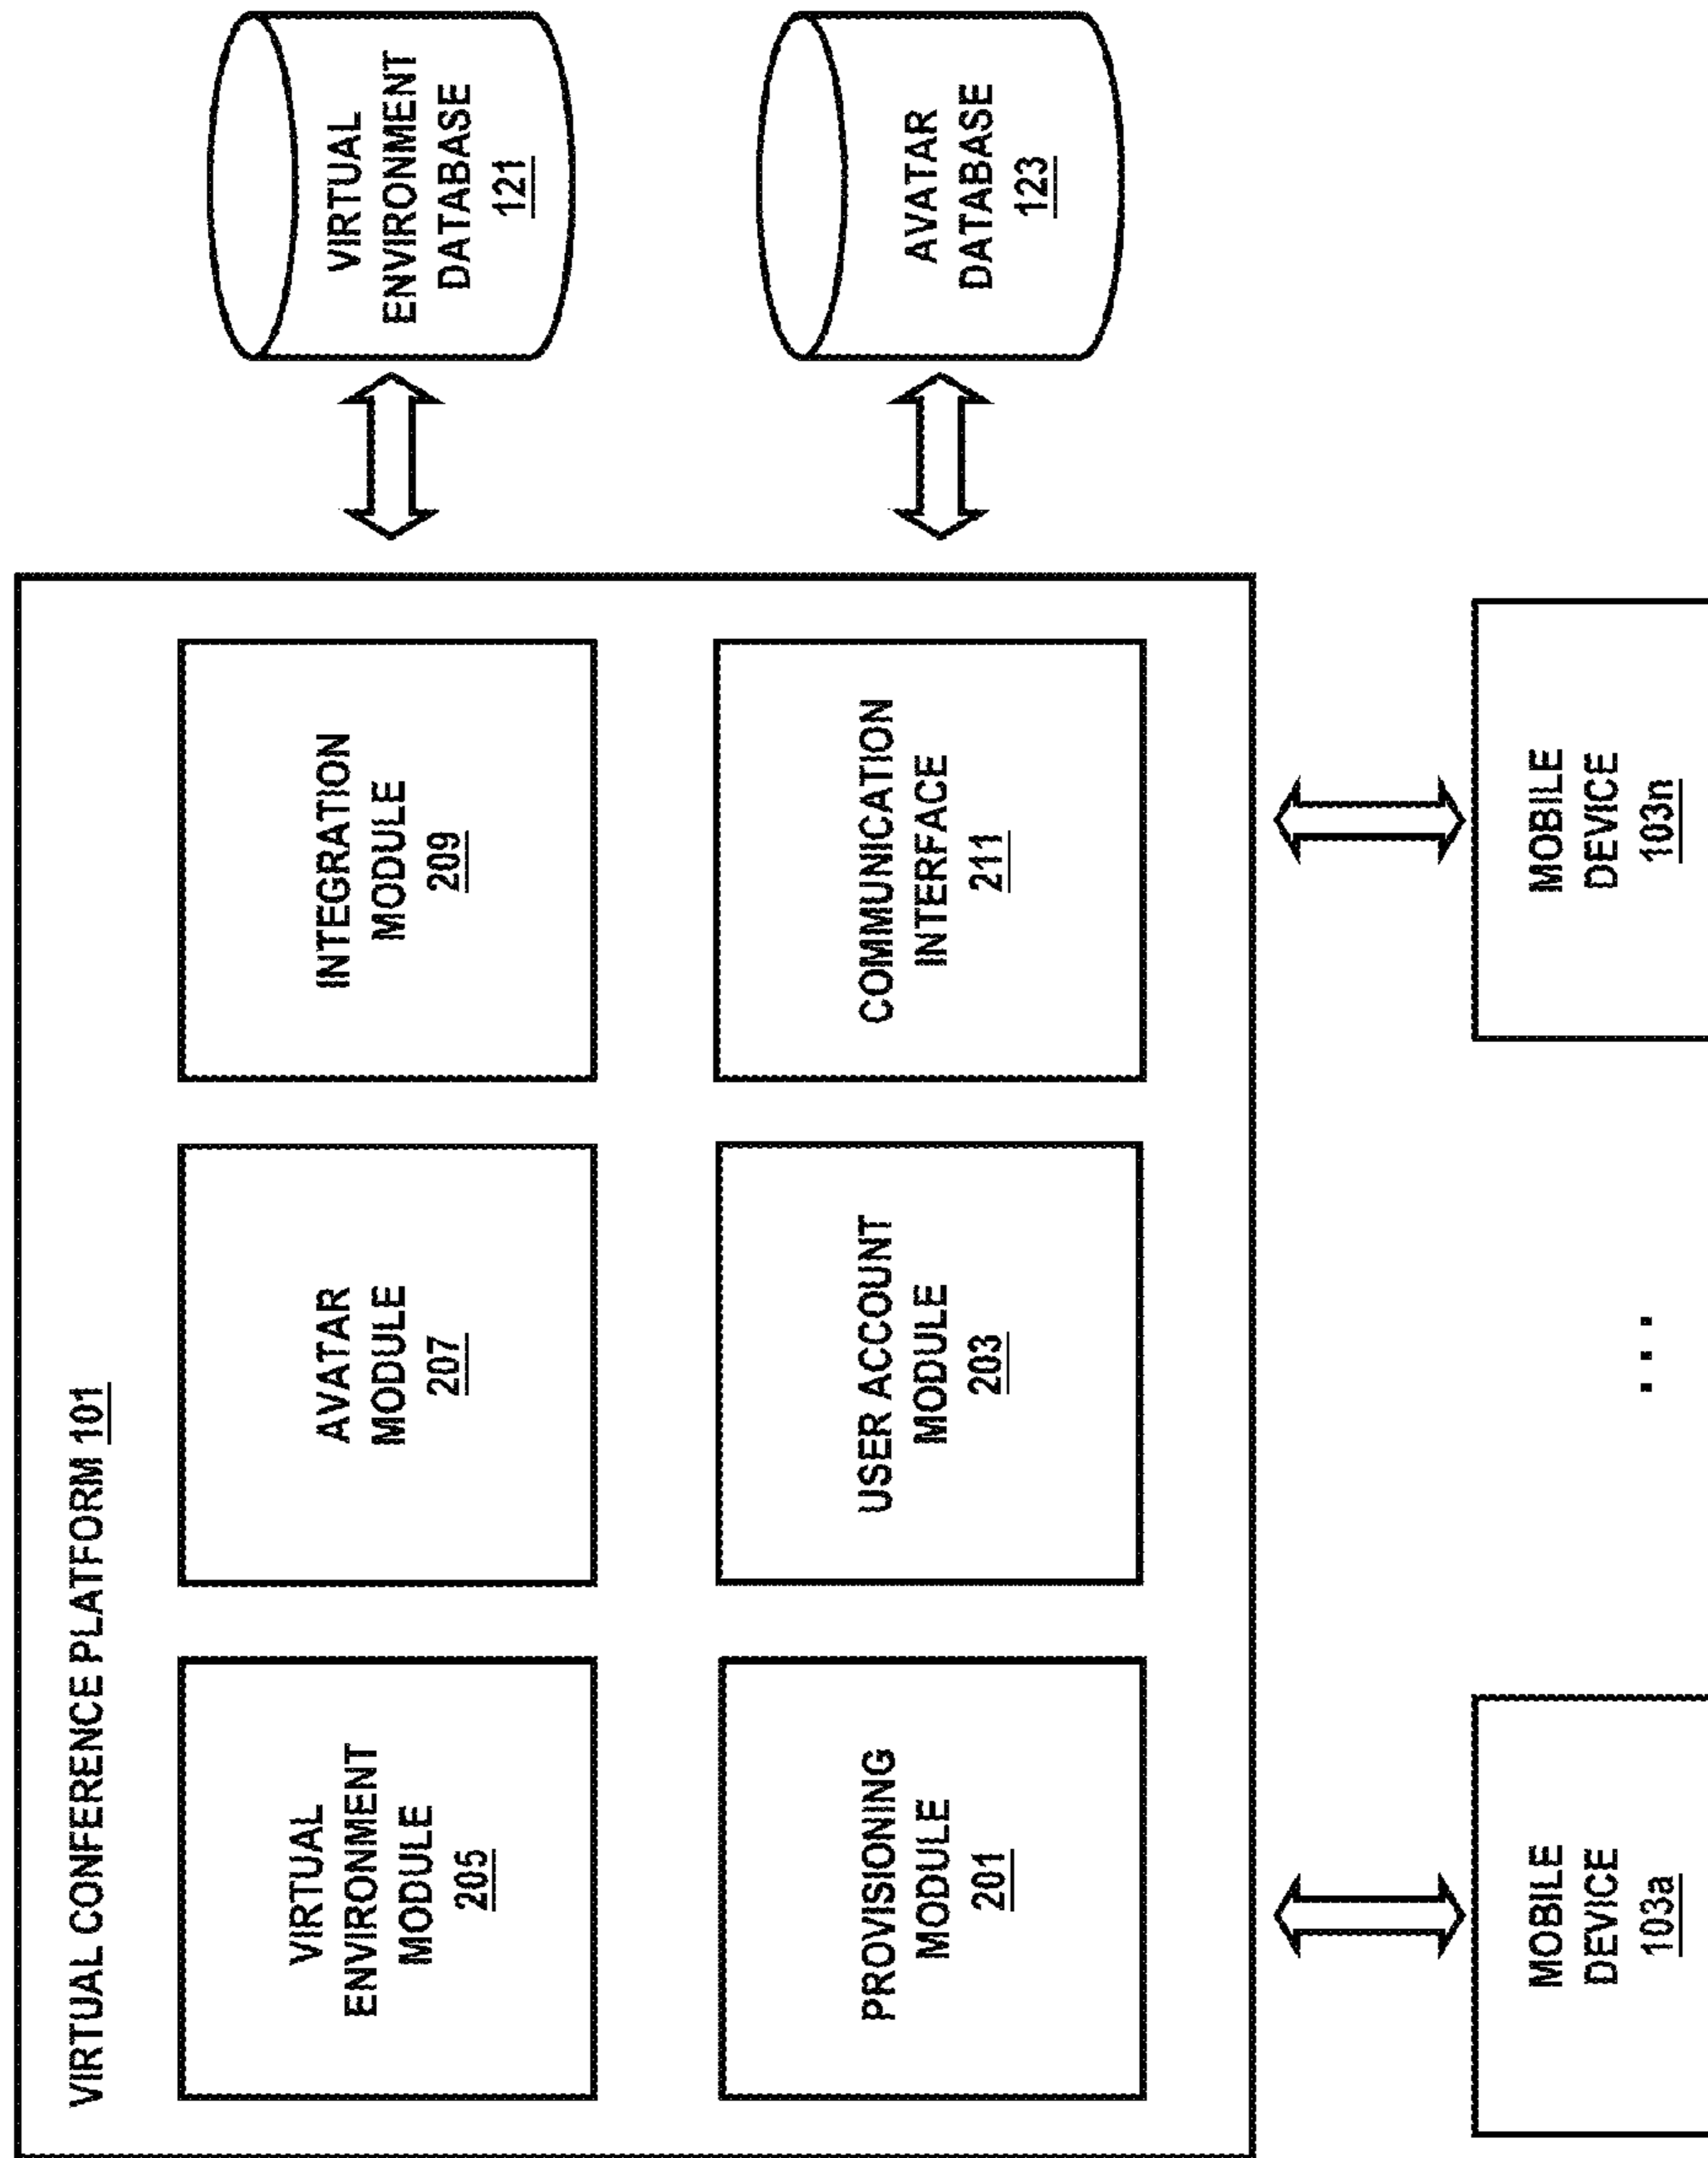 VIRTUAL CONFERENCE PLATFORM 101
VIRTUAL
ENVIRONMENT
MODULE
205
AVATAR
MODULE
207
INTEGRATION
MODULE
209
PROVISIONING
MODULE
201
USER ACCOUNT
MODULE
203
COMMUNICATION
INTERFACE
211
VIRTUAL
ENVIRONMENT
DATABASE
121
AVATAR
DATABASE
123
MOBILE
DEVICE
103a
...
MOBILE
DEVICE
103n